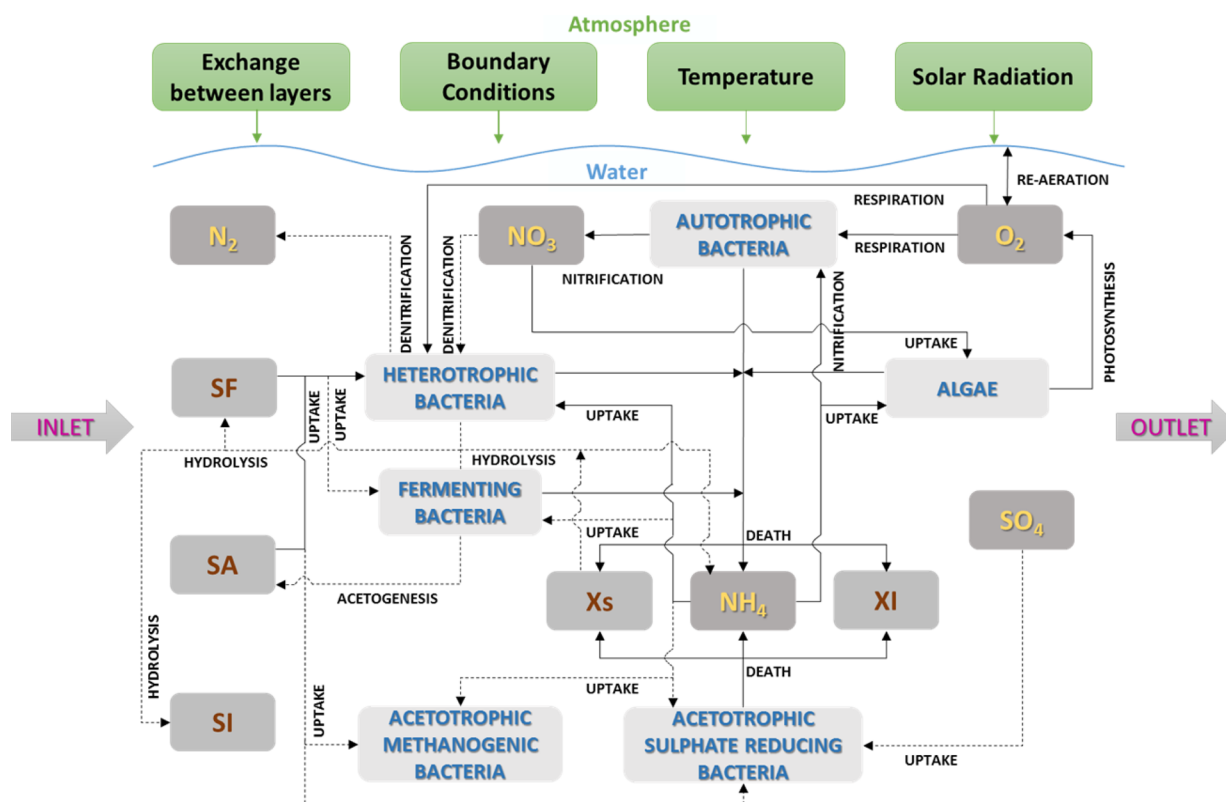 Atmosphere
Exchange
between layers
Boundary
Conditions
Temperature
Solar Radiation
Water
RE-AERATION
RESPIRATION
N₂
NO₃
AUTOTROPHIC
BACTERIA
RESPIRATION
O₂
NITRIFICATION
DENITRIFICATION
DENITRIFICATION
NITRIFICATION
PHOTOSYNTHESIS
UPTAKE
SF
HETEROTROPHIC
BACTERIA
ALGAE
UPTAKE
UPTAKE
UPTAKE
UPTAKE
INLET
OUTLET
HYDROLYSIS
HYDROLYSIS
FERMENTING
BACTERIA
SO₄
UPTAKE
DEATH
SA
ACETOGENESIS
Xs
NH₄
XI
HYDROLYSIS
DEATH
UPTAKE
UPTAKE
SI
ACETOTROPHIC
METHANOGENIC
BACTERIA
ACETOTROPHIC
SULPHATE REDUCING
BACTERIA
UPTAKE